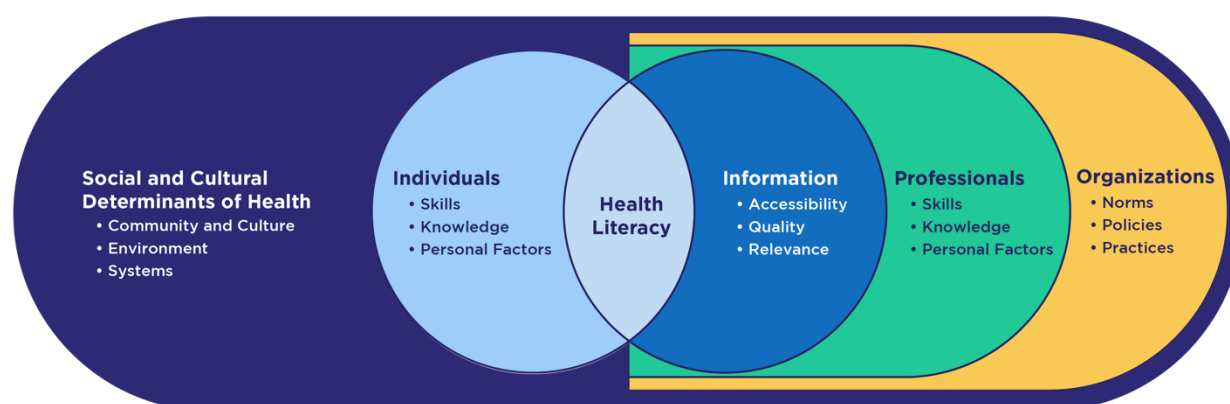 Social and Cultural
Determinants of Health
• Community and Culture
• Environment
• Systems
Individuals
• Skills
• Knowledge
• Personal Factors
Health
Literacy
Information
• Accessibility
• Quality
• Relevance
Professionals
• Skills
• Knowledge
• Personal Factors
Organizations
• Norms
• Policies
• Practices